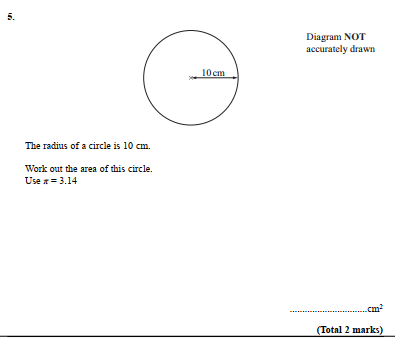 5.
Diagram NOT
accurately drawn
10 cm
The radius of a circle is 10 cm.
Work out the area of this circle.
Use π = 3.14
..............................cm²
(Total 2 marks)